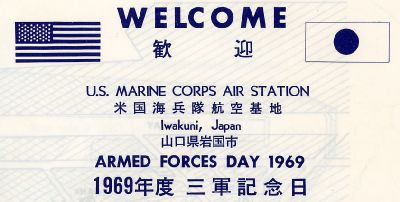 WELCOME
歓 迎
U.S. MARINE CORPS AIR STATION
米国海兵隊航空基地
Iwakuni, Japan
山口県岩国市
ARMED FORCES DAY 1969
1969年度 三軍記念日